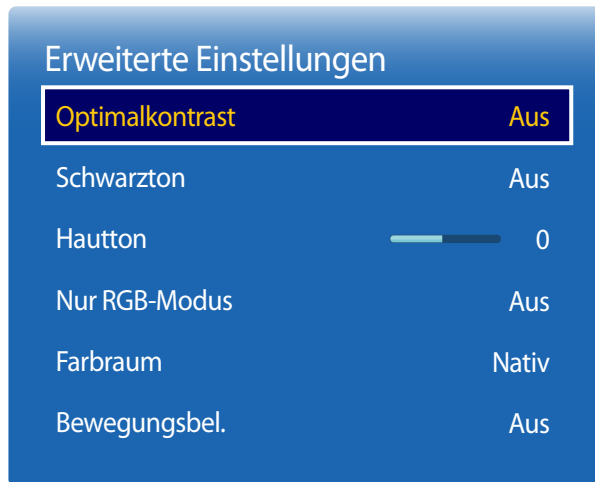 Erweiterte Einstellungen
Optimalkontrast Aus
Schwarzton Aus
Hautton 0
Nur RGB-Modus Aus
Farbraum Nativ
Bewegungsbel. Aus